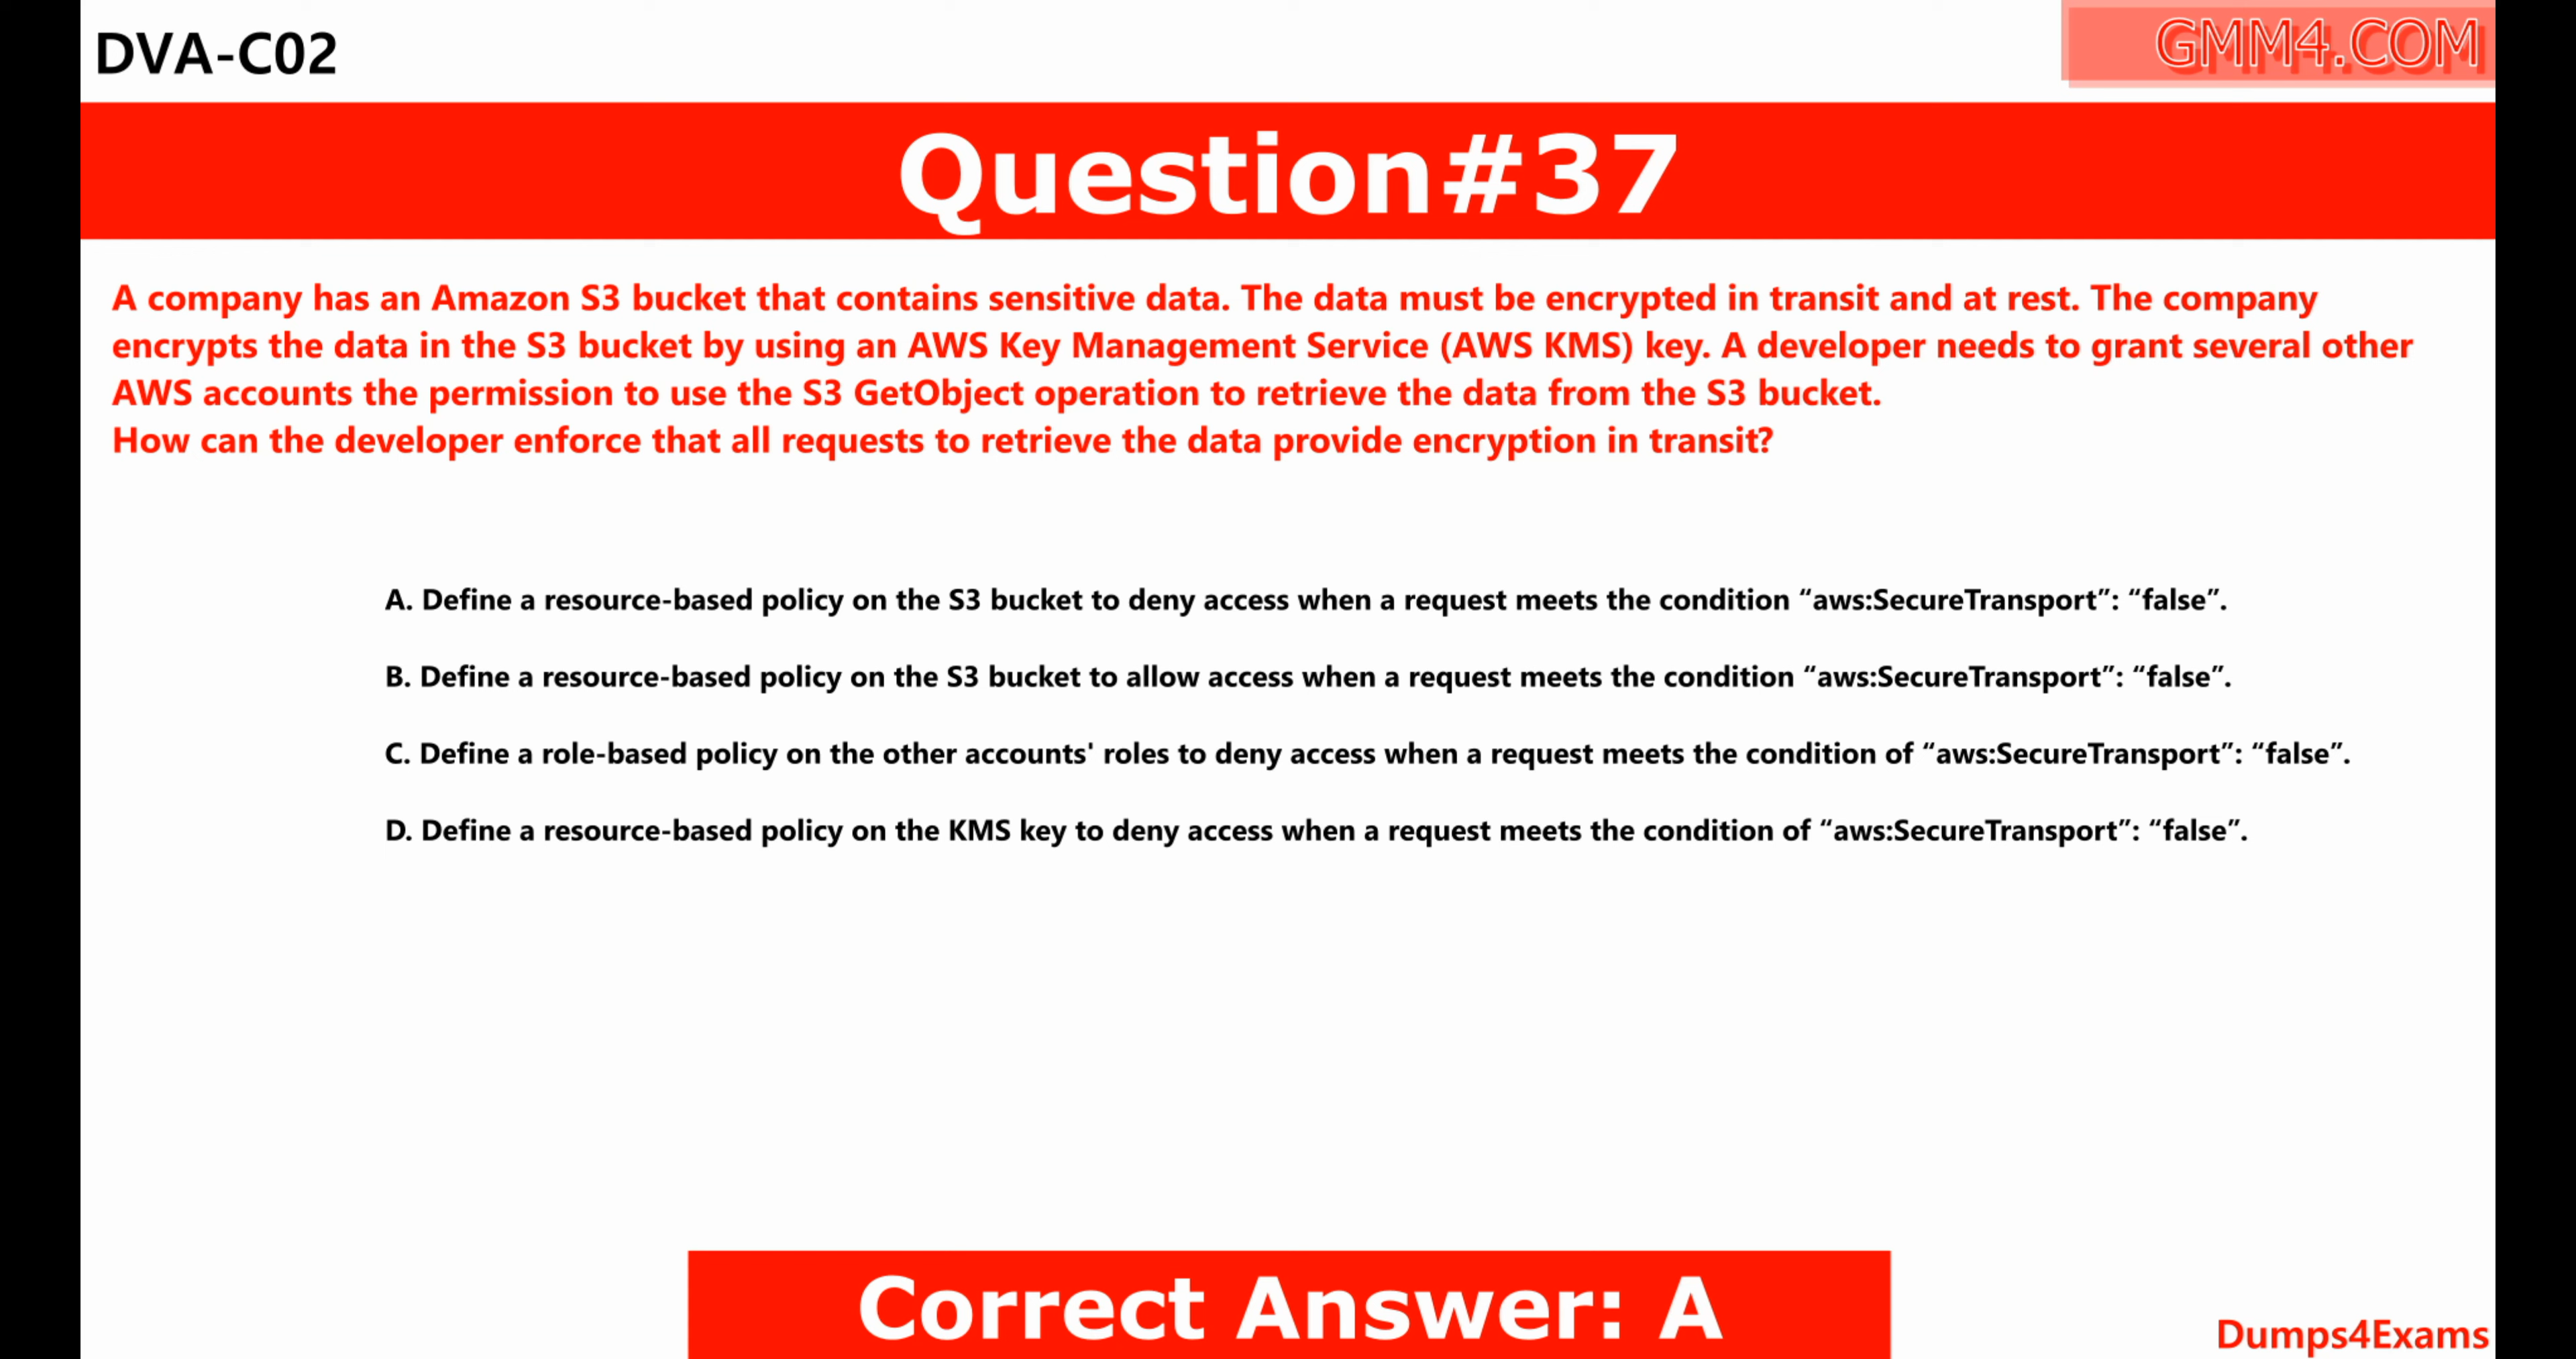 DVA-C02
GMM4.COM
Question#37
A company has an Amazon S3 bucket that contains sensitive data. The data must be encrypted in transit and at rest. The company
encrypts the data in the S3 bucket by using an AWS Key Management Service (AWS KMS) key. A developer needs to grant several other
AWS accounts the permission to use the S3 GetObject operation to retrieve the data from the S3 bucket.
How can the developer enforce that all requests to retrieve the data provide encryption in transit?
A. Define a resource-based policy on the S3 bucket to deny access when a request meets the condition “aws:SecureTransport”: “false”.
B. Define a resource-based policy on the S3 bucket to allow access when a request meets the condition “aws:SecureTransport”: “false”.
C. Define a role-based policy on the other accounts' roles to deny access when a request meets the condition of “aws:SecureTransport”: “false”.
D. Define a resource-based policy on the KMS key to deny access when a request meets the condition of “aws:SecureTransport”: “false”.
Correct Answer: A
Dumps4Exams